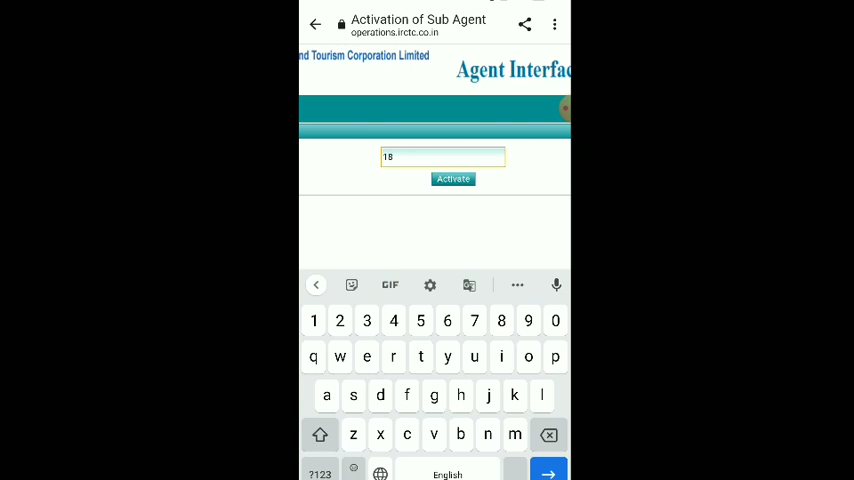 Activation of Sub Agent
operations.irctc.co.in
nd Tourism Corporation Limited
Agent Interfac
18
Activate
GIF
1 2 3 4 5 6 7 8 9 0
q w e r t y u i o p
a s d f g h j k l
z x c v b n m
?123 English